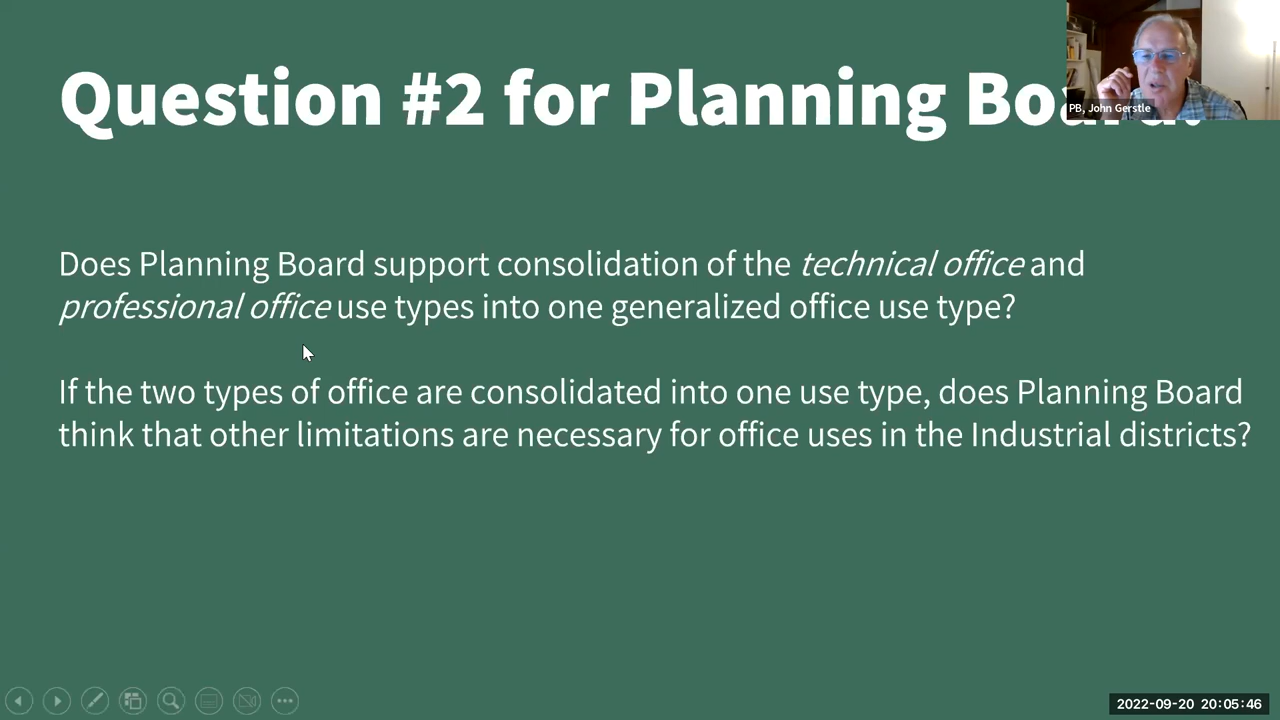 Question #2 for Planning Board:
PB, John Gerstle
Does Planning Board support consolidation of the technical office and
professional office use types into one generalized office use type?
If the two types of office are consolidated into one use type, does Planning Board
think that other limitations are necessary for office uses in the Industrial districts?
2022-09-20 20:05:46